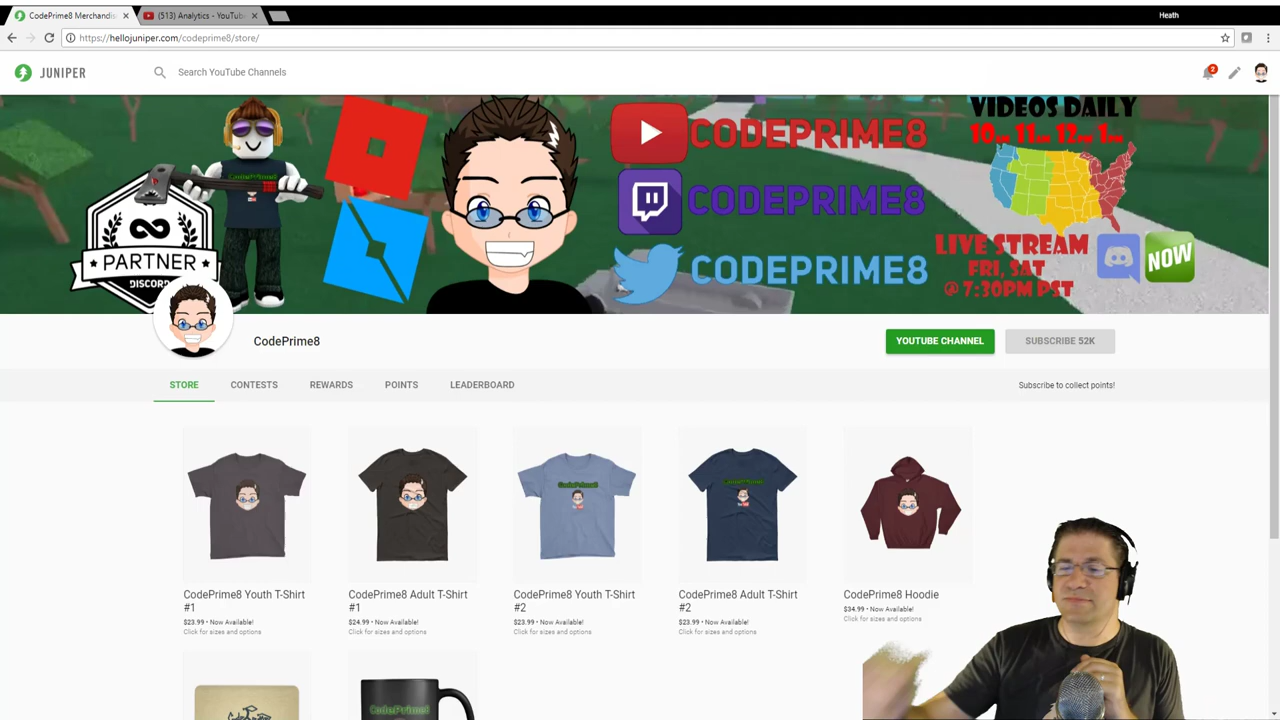 CodePrime8 Merchandis
(513) Analytics - YouTub
Heath
https://hellojuniper.com/codeprime8/store/
JUNIPER
Search YouTube Channels
2
VIDEOS DAILY
CODEPRIME8
CODEPRIME8
PARTNER
DISCORD
LIVE STREAM
FRI, SAT
@ 7:30PM PST
NOW
CODEPRIME8
CodePrime8
YOUTUBE CHANNEL
SUBSCRIBE 52K
STORE
CONTESTS
REWARDS
POINTS
LEADERBOARD
Subscribe to collect points!
CodePrime8 Youth T-Shirt
#1
$23.99 • Now Available!
Click for sizes and options
CodePrime8 Adult T-Shirt
#1
$24.99 • Now Available!
Click for sizes and options
CodePrime8 Youth T-Shirt
#2
$23.99 • Now Available!
Click for sizes and options
CodePrime8 Adult T-Shirt
#2
$23.99 • Now Available!
Click for sizes and options
CodePrime8 Hoodie
$34.99 • Now Available!
Click for sizes and options
CodePrime8